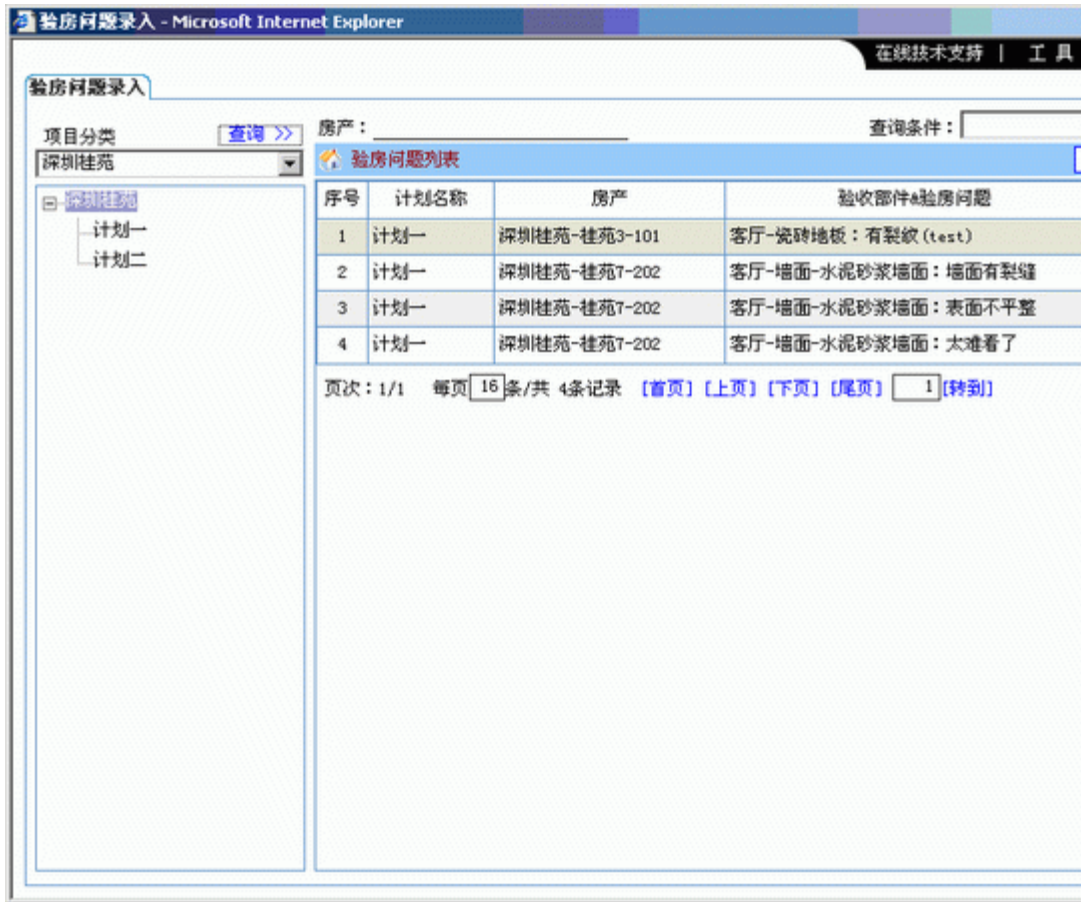 验房问题录入 - Microsoft Internet Explorer
在线技术支持 | 工 具
验房问题录入
项目分类 查询 >>
深圳桂苑
深圳桂苑
计划一
计划二
房产： 查询条件：
验房问题列表
序号 计划名称 房产 验收部件&验房问题
1 计划一 深圳桂苑-桂苑3-101 客厅-瓷砖地板：有裂纹(test)
2 计划一 深圳桂苑-桂苑7-202 客厅-墙面-水泥砂浆墙面：墙面有裂缝
3 计划一 深圳桂苑-桂苑7-202 客厅-墙面-水泥砂浆墙面：表面不平整
4 计划一 深圳桂苑-桂苑7-202 客厅-墙面-水泥砂浆墙面：太难看了
页次：1/1 每页 16 条/共 4条记录 [首页] [上页] [下页] [尾页] 1 [转到]